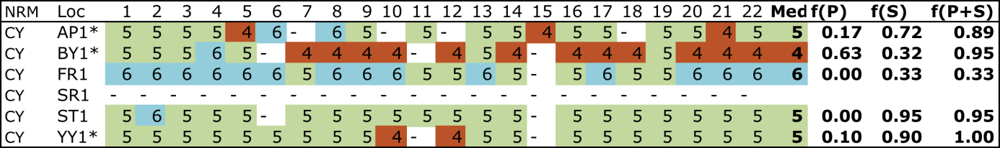 NRM Loc 1 2 3 4 5 6 7 8 9 10 11 12 13 14 15 16 17 18 19 20 21 22 Med f(P) f(S) f(P+S)
CY AP1* 5 5 5 5 4 6 - 6 5 - 5 - 5 5 4 5 5 - 5 5 4 5 5 0.17 0.72 0.89
CY BY1* 5 5 5 6 5 - 4 4 4 4 - 4 5 4 - 4 4 4 5 4 4 4 4 0.63 0.32 0.95
CY FR1 6 6 6 6 6 6 5 6 6 6 5 5 6 5 - 5 6 5 5 6 6 6 6 0.00 0.33 0.33
CY SR1 - - - - - - - - - - - - - - - - - - - - - -
CY ST1 5 6 5 5 5 - 5 5 5 5 5 5 5 5 - 5 5 5 5 5 5 5 5 0.00 0.95 0.95
CY YY1* 5 5 5 5 5 5 5 5 5 4 - 4 5 5 - 5 5 5 5 5 5 5 5 0.10 0.90 1.00